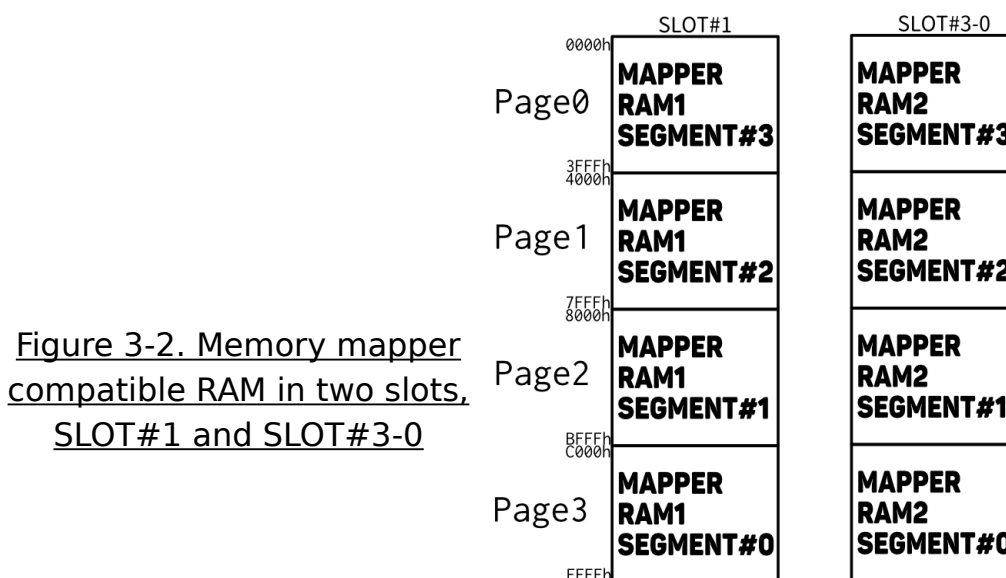 SLOT#1
SLOT#3-0
0000h
Page0
MAPPER
RAM1
SEGMENT#3
MAPPER
RAM2
SEGMENT#3
3FFFh
4000h
Page1
MAPPER
RAM1
SEGMENT#2
MAPPER
RAM2
SEGMENT#2
7FFFh
8000h
Figure 3-2. Memory mapper
compatible RAM in two slots,
SLOT#1 and SLOT#3-0
Page2
MAPPER
RAM1
SEGMENT#1
MAPPER
RAM2
SEGMENT#1
BFFFh
C000h
Page3
MAPPER
RAM1
SEGMENT#0
MAPPER
RAM2
SEGMENT#0
FFFFh